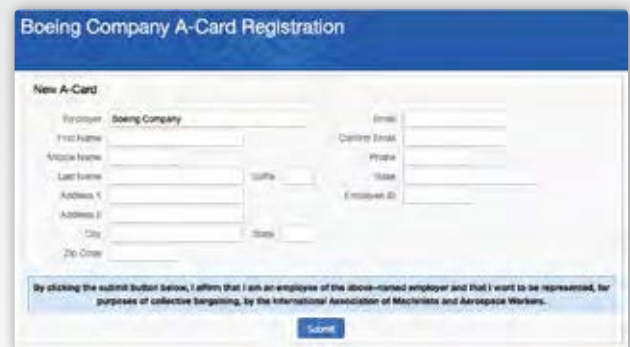 Boeing Company A-Card Registration
New A-Card
Employer Boeing Company
First Name
Middle Name
Last Name Suffix
Address 1
Address 2
City State
Zip Code
Email
Confirm Email
Phone
Employee ID
By clicking the submit button below, I affirm that I am an employee of the above-named employer and that I want to be represented, for
purposes of collective bargaining, by the International Association of Machinists and Aerospace Workers.
Submit